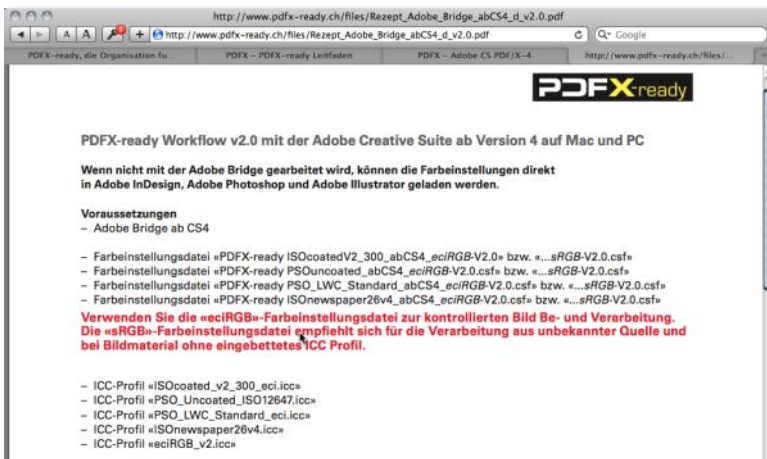 http://www.pdfx-ready.ch/files/Rezept_Adobe_Bridge_abCS4_d_v2.0.pdf
A A + http://www.pdfx-ready.ch/files/Rezept_Adobe_Bridge_abCS4_d_v2.0.pdf Google
PDFX-ready, die Organisation fu... PDFX – PDFX-ready Leitfaden PDFX – Adobe CS PDF/X-4 http://www.pdfx-ready.ch/files/...
PDFX-ready
PDFX-ready Workflow v2.0 mit der Adobe Creative Suite ab Version 4 auf Mac und PC
Wenn nicht mit der Adobe Bridge gearbeitet wird, können die Farbeinstellungen direkt
in Adobe InDesign, Adobe Photoshop und Adobe Illustrator geladen werden.
Voraussetzungen
– Adobe Bridge ab CS4
– Farbeinstellungsdatei «PDFX-ready ISOcoatedV2_300_abCS4_eciRGB-V2.0» bzw. «...sRGB-V2.0.csf»
– Farbeinstellungsdatei «PDFX-ready PSOuncoated_abCS4_eciRGB-V2.0.csf» bzw. «...sRGB-V2.0.csf»
– Farbeinstellungsdatei «PDFX-ready PSO_LWC_Standard_abCS4_eciRGB-V2.0.csf» bzw. «...sRGB-V2.0.csf»
– Farbeinstellungsdatei «PDFX-ready ISOnewspaper26v4_abCS4_eciRGB-V2.0.csf» bzw. «...sRGB-V2.0.csf»
Verwenden Sie die «eciRGB»-Farbeinstellungsdatei zur kontrollierten Bild Be- und Verarbeitung.
Die «sRGB»-Farbeinstellungsdatei empfiehlt sich für die Verarbeitung aus unbekannter Quelle und
bei Bildmaterial ohne eingebettetes ICC Profil.
– ICC-Profil «ISOcoated_v2_300_eci.icc»
– ICC-Profil «PSO_Uncoated_ISO12647.icc»
– ICC-Profil «PSO_LWC_Standard_eci.icc»
– ICC-Profil «ISOnewspaper26v4.icc»
– ICC-Profil «eciRGB_v2.icc»